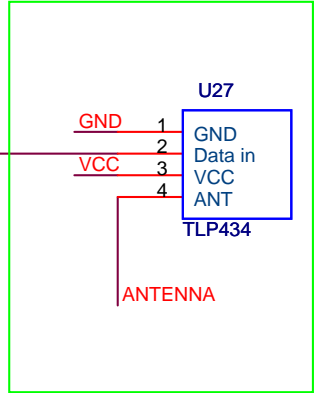 U27
GND 1 GND
2 Data in
VCC 3 VCC
4 ANT
TLP434
ANTENNA